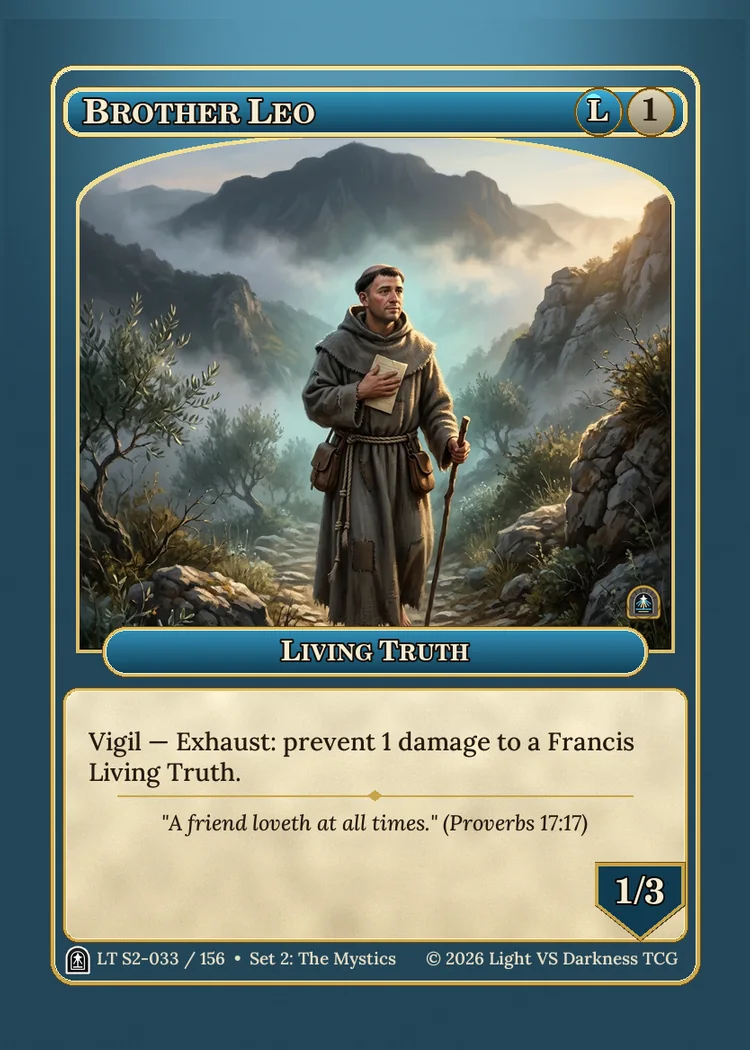 Brother Leo L 1
Living Truth
Vigil — Exhaust: prevent 1 damage to a Francis
Living Truth.
"A friend loveth at all times." (Proverbs 17:17)
1/3
LT S2-033 / 156 • Set 2: The Mystics © 2026 Light VS Darkness TCG